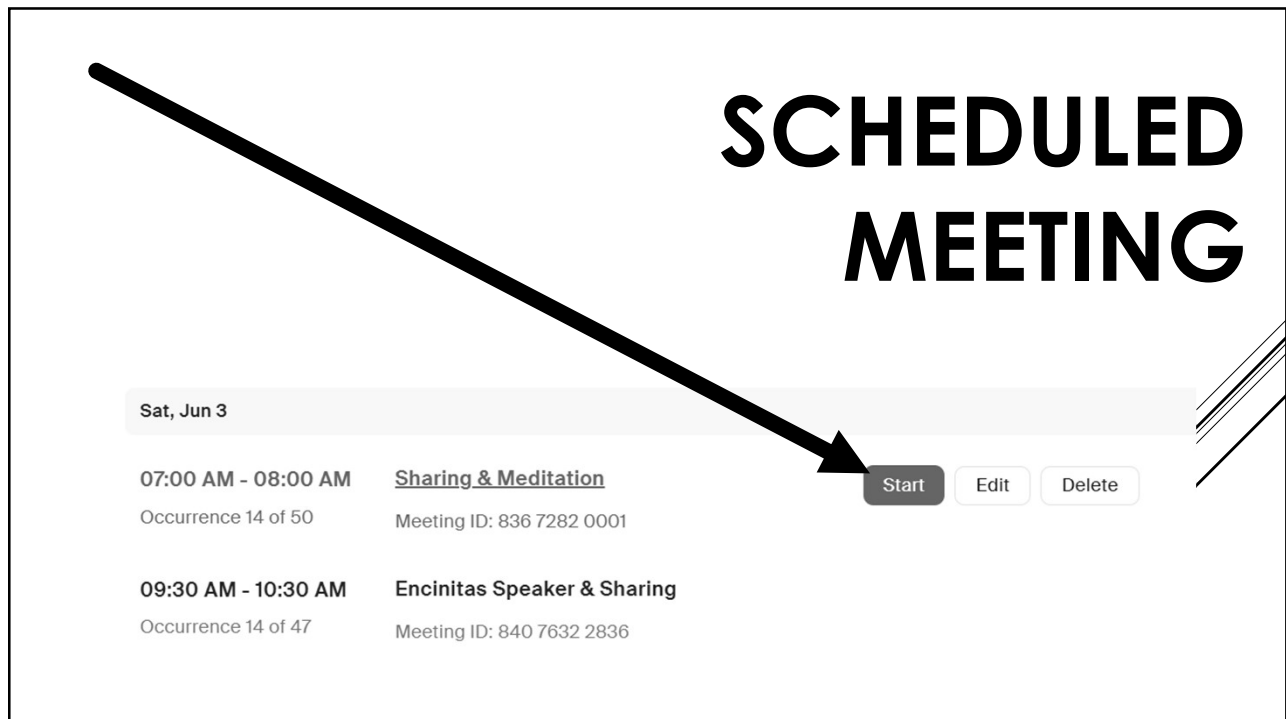 SCHEDULED
MEETING
Sat, Jun 3
07:00 AM - 08:00 AM Sharing & Meditation Start Edit Delete
Occurrence 14 of 50 Meeting ID: 836 7282 0001
09:30 AM - 10:30 AM Encinitas Speaker & Sharing
Occurrence 14 of 47 Meeting ID: 840 7632 2836